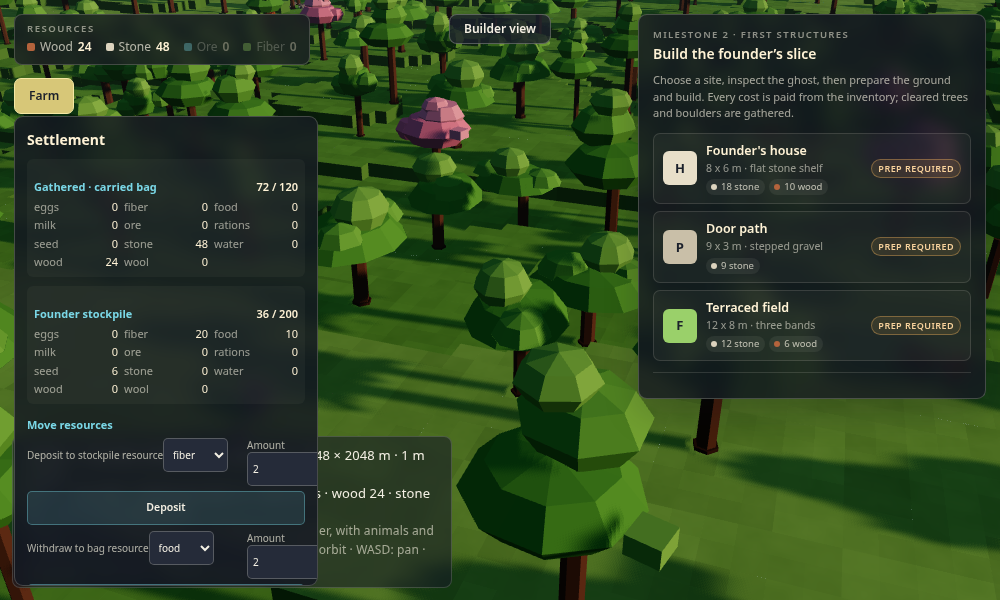 RESOURCES
Wood 24 Stone 48 Ore 0 Fiber 0
Farm
Settlement
Gathered · carried bag 72 / 120
eggs 0 fiber 0 food 0
milk 0 ore 0 rations 0
seed 0 stone 48 water 0
wood 24 wool 0
Founder stockpile 36 / 200
eggs 0 fiber 20 food 10
milk 0 ore 0 rations 0
seed 6 stone 0 water 0
wood 0 wool 0
Move resources
Deposit to stockpile resource fiber Amount 2
Deposit
Withdraw to bag resource food Amount 2
48 × 2048 m · 1 m
· wood 24 · stone
with animals and
orbit · WASD: pan ·
Builder view
MILESTONE 2 · FIRST STRUCTURES
Build the founder’s slice
Choose a site, inspect the ghost, then prepare the ground
and build. Every cost is paid from the inventory; cleared trees
and boulders are gathered.
H Founder's house
8 x 6 m · flat stone shelf
18 stone 10 wood
PREP REQUIRED
P Door path
9 x 3 m · stepped gravel
9 stone
PREP REQUIRED
F Terraced field
12 x 8 m · three bands
12 stone 6 wood
PREP REQUIRED